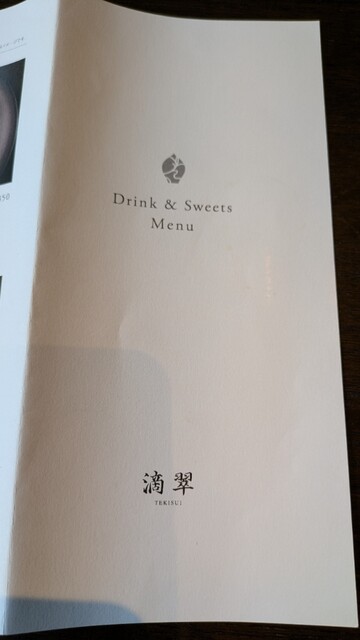 Drink & Sweets
Menu
滴翠
TEKISUI